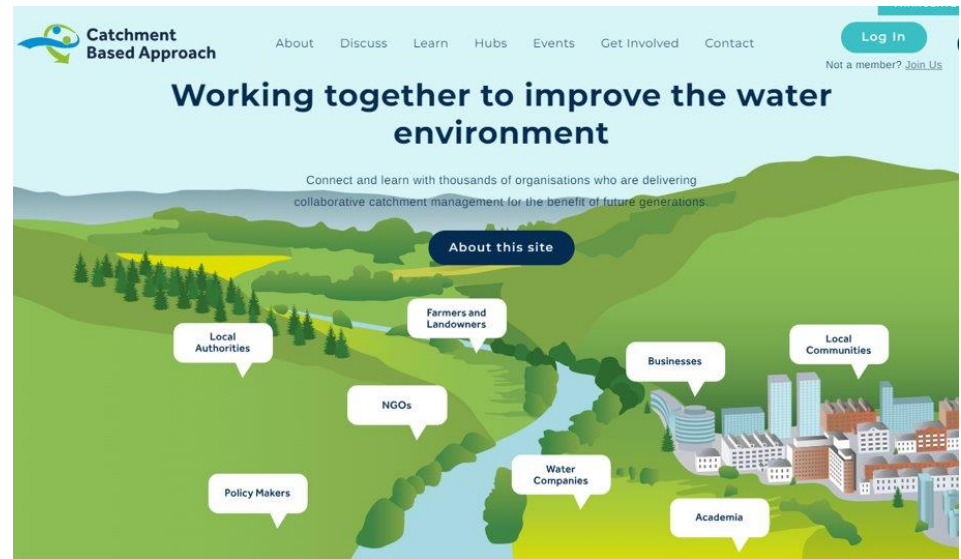 Catchment
Based Approach
About Discuss Learn Hubs Events Get Involved Contact
Log In
Not a member? Join Us
Working together to improve the water
environment
Connect and learn with thousands of organisations who are delivering
collaborative catchment management for the benefit of future generations.
About this site
Farmers and
Landowners
Local
Authorities
Local
Communities
Businesses
NGOs
Water
Companies
Policy Makers
Academia